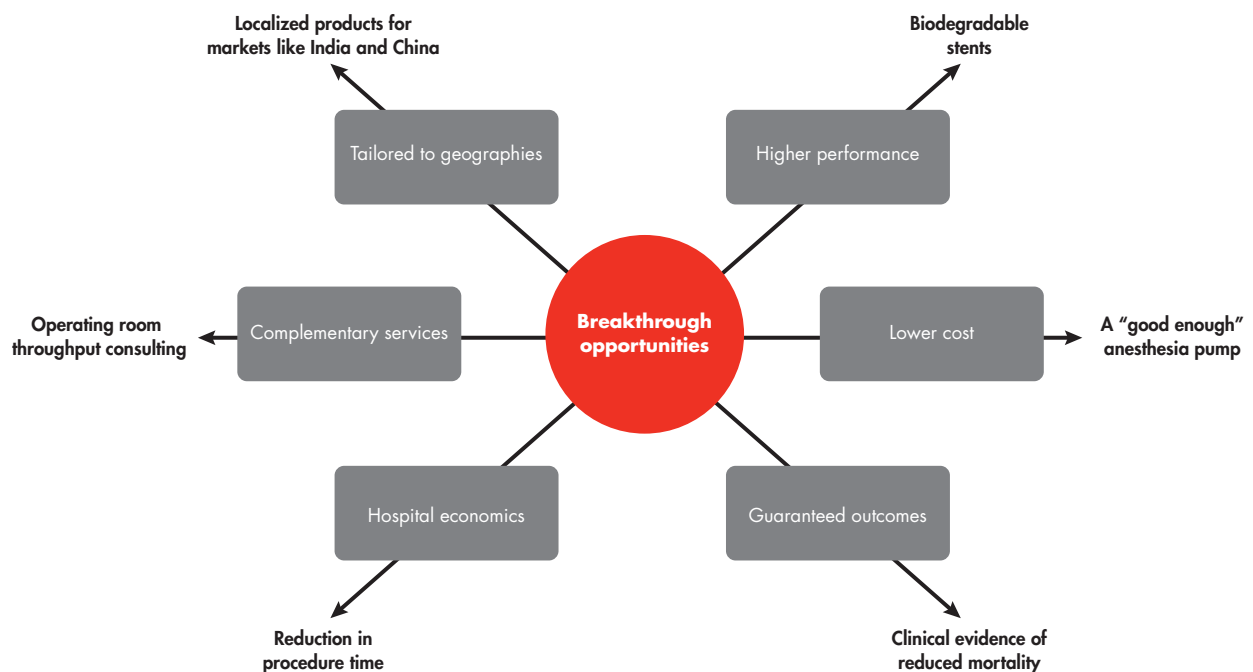 Localized products for
markets like India and China
Biodegradable
stents
Tailored to geographies
Higher performance
Operating room
throughput consulting
Complementary services
Breakthrough
opportunities
Lower cost
A “good enough”
anesthesia pump
Hospital economics
Guaranteed outcomes
Reduction in
procedure time
Clinical evidence of
reduced mortality